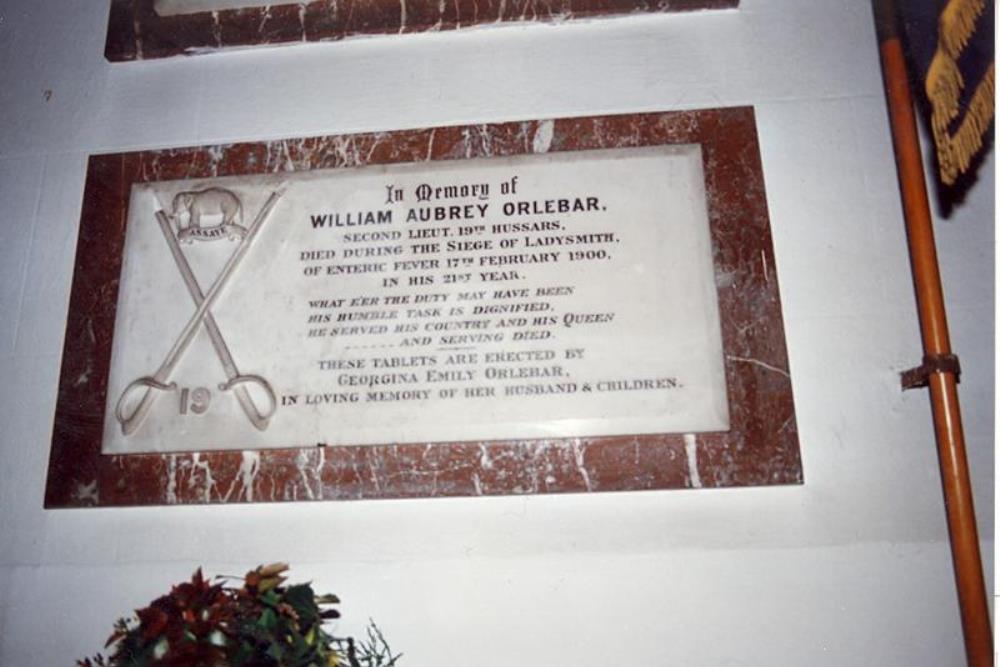 ASSAYE
19
In Memory of
WILLIAM AUBREY ORLEBAR,
SECOND LIEUT. 19TH HUSSARS,
DIED DURING THE SIEGE OF LADYSMITH,
OF ENTERIC FEVER 17TH FEBRUARY 1900,
IN HIS 21ST YEAR.
WHAT E'ER THE DUTY MAY HAVE BEEN
HIS HUMBLE TASK IS DIGNIFIED,
HE SERVED HIS COUNTRY AND HIS QUEEN
...... AND SERVING DIED.
THESE TABLETS ARE ERECTED BY
GEORGINA EMILY ORLEBAR,
IN LOVING MEMORY OF HER HUSBAND & CHILDREN.